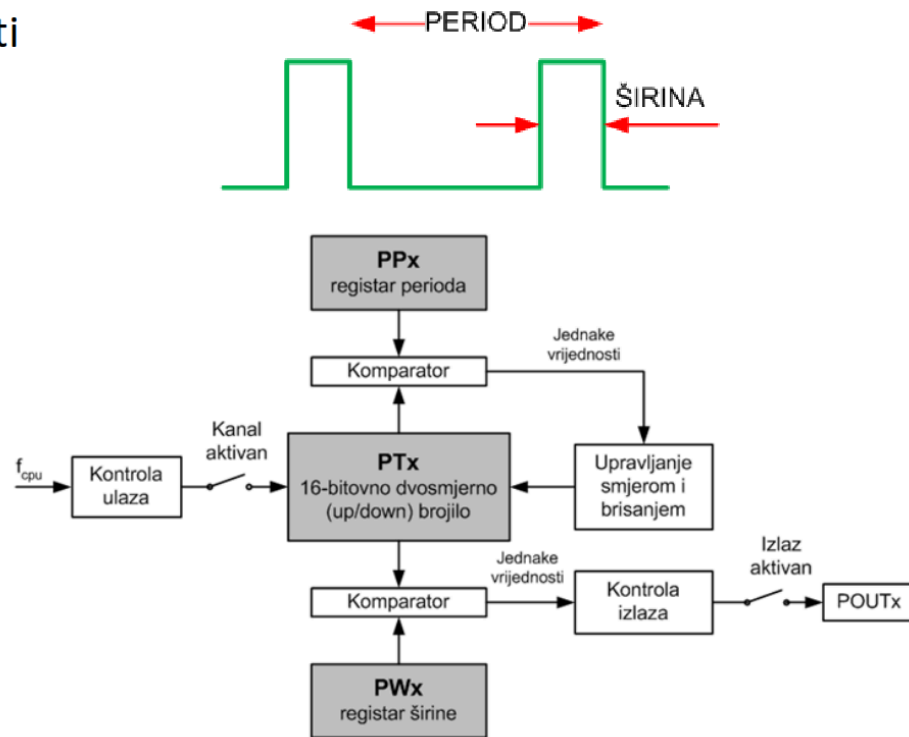 ti
PERIOD
ŠIRINA
PPx
registar perioda
Jednake
vrijednosti
Komparator
Kanal
aktivan
f_cpu
Kontrola
ulaza
PTx
16-bitovno dvosmjerno
(up/down) brojilo
Upravljanje
smjerom i
brisanjem
Jednake
vrijednosti
Izlaz
aktivan
Komparator
Kontrola
izlaza
POUTx
PWx
registar širine